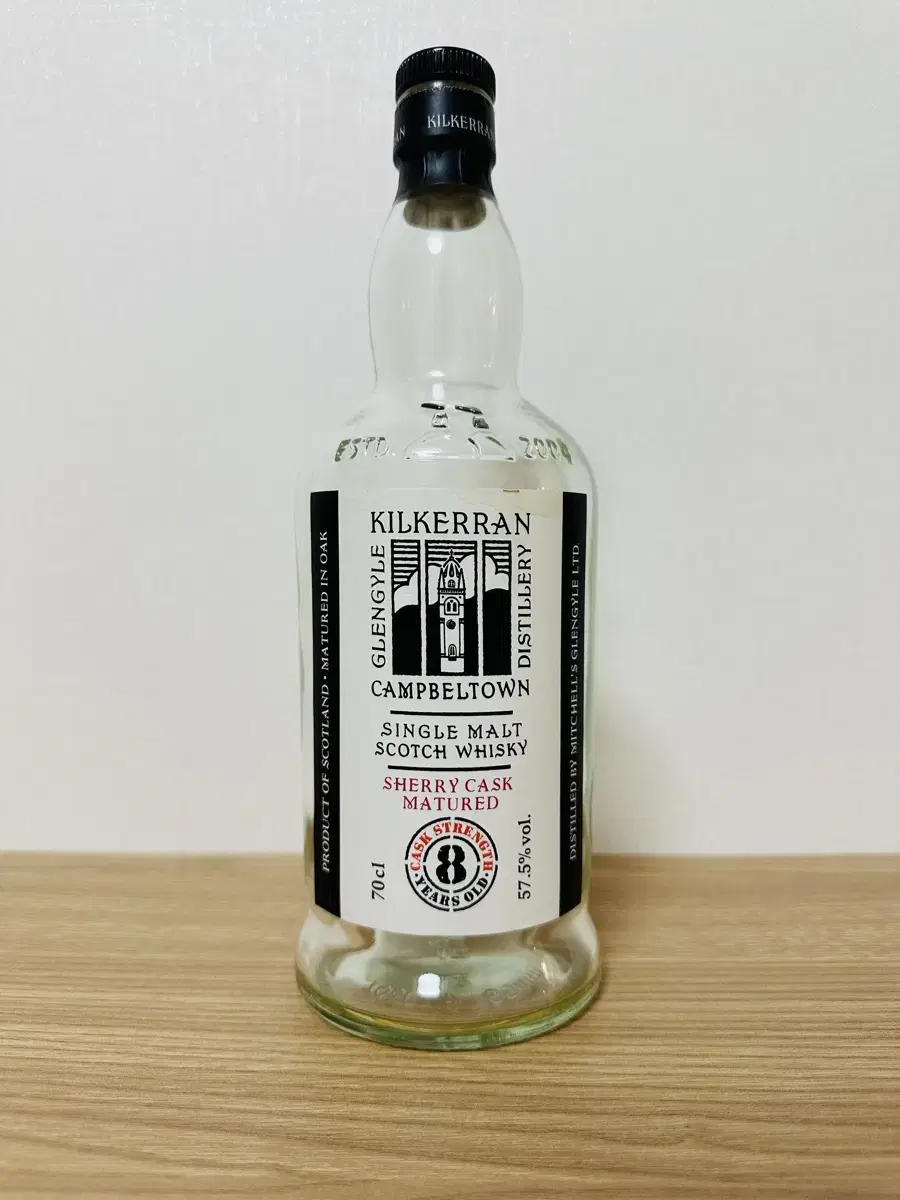 KILKERRAN
ESTD. 2004
KILKERRAN
GLENGYLE
DISTILLERY
CAMPBELTOWN
SINGLE MALT
SCOTCH WHISKY
SHERRY CASK
MATURED
CASK STRENGTH
8
·YEARS OLD·
70cl
57.5% vol.
PRODUCT OF SCOTLAND • MATURED IN OAK
DISTILLED BY MITCHELL'S GLENGYLE LTD.